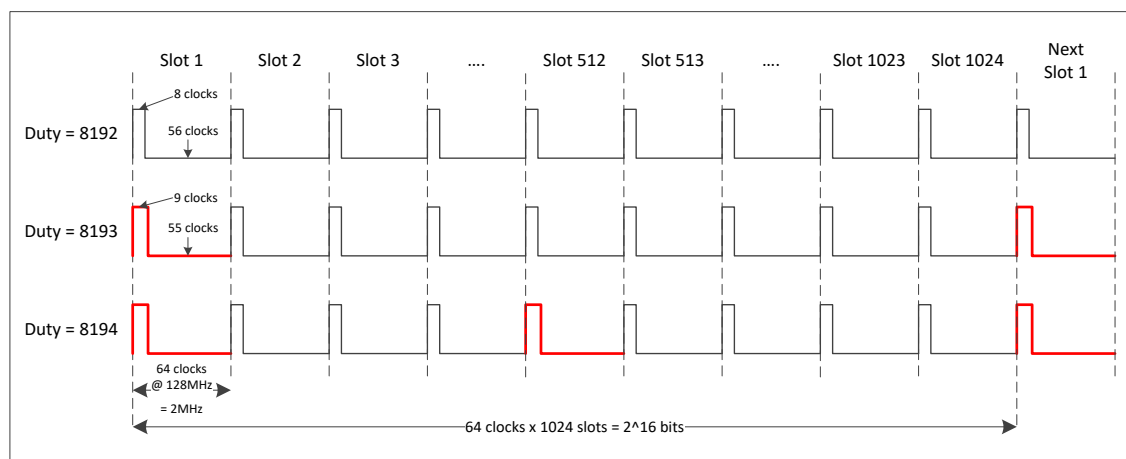 Slot 1
Slot 2
Slot 3
….
Slot 512
Slot 513
….
Slot 1023
Slot 1024
Next
Slot 1
8 clocks
Duty = 8192
56 clocks
9 clocks
Duty = 8193
55 clocks
Duty = 8194
64 clocks
@ 128MHz
= 2MHz
64 clocks x 1024 slots = 2^16 bits